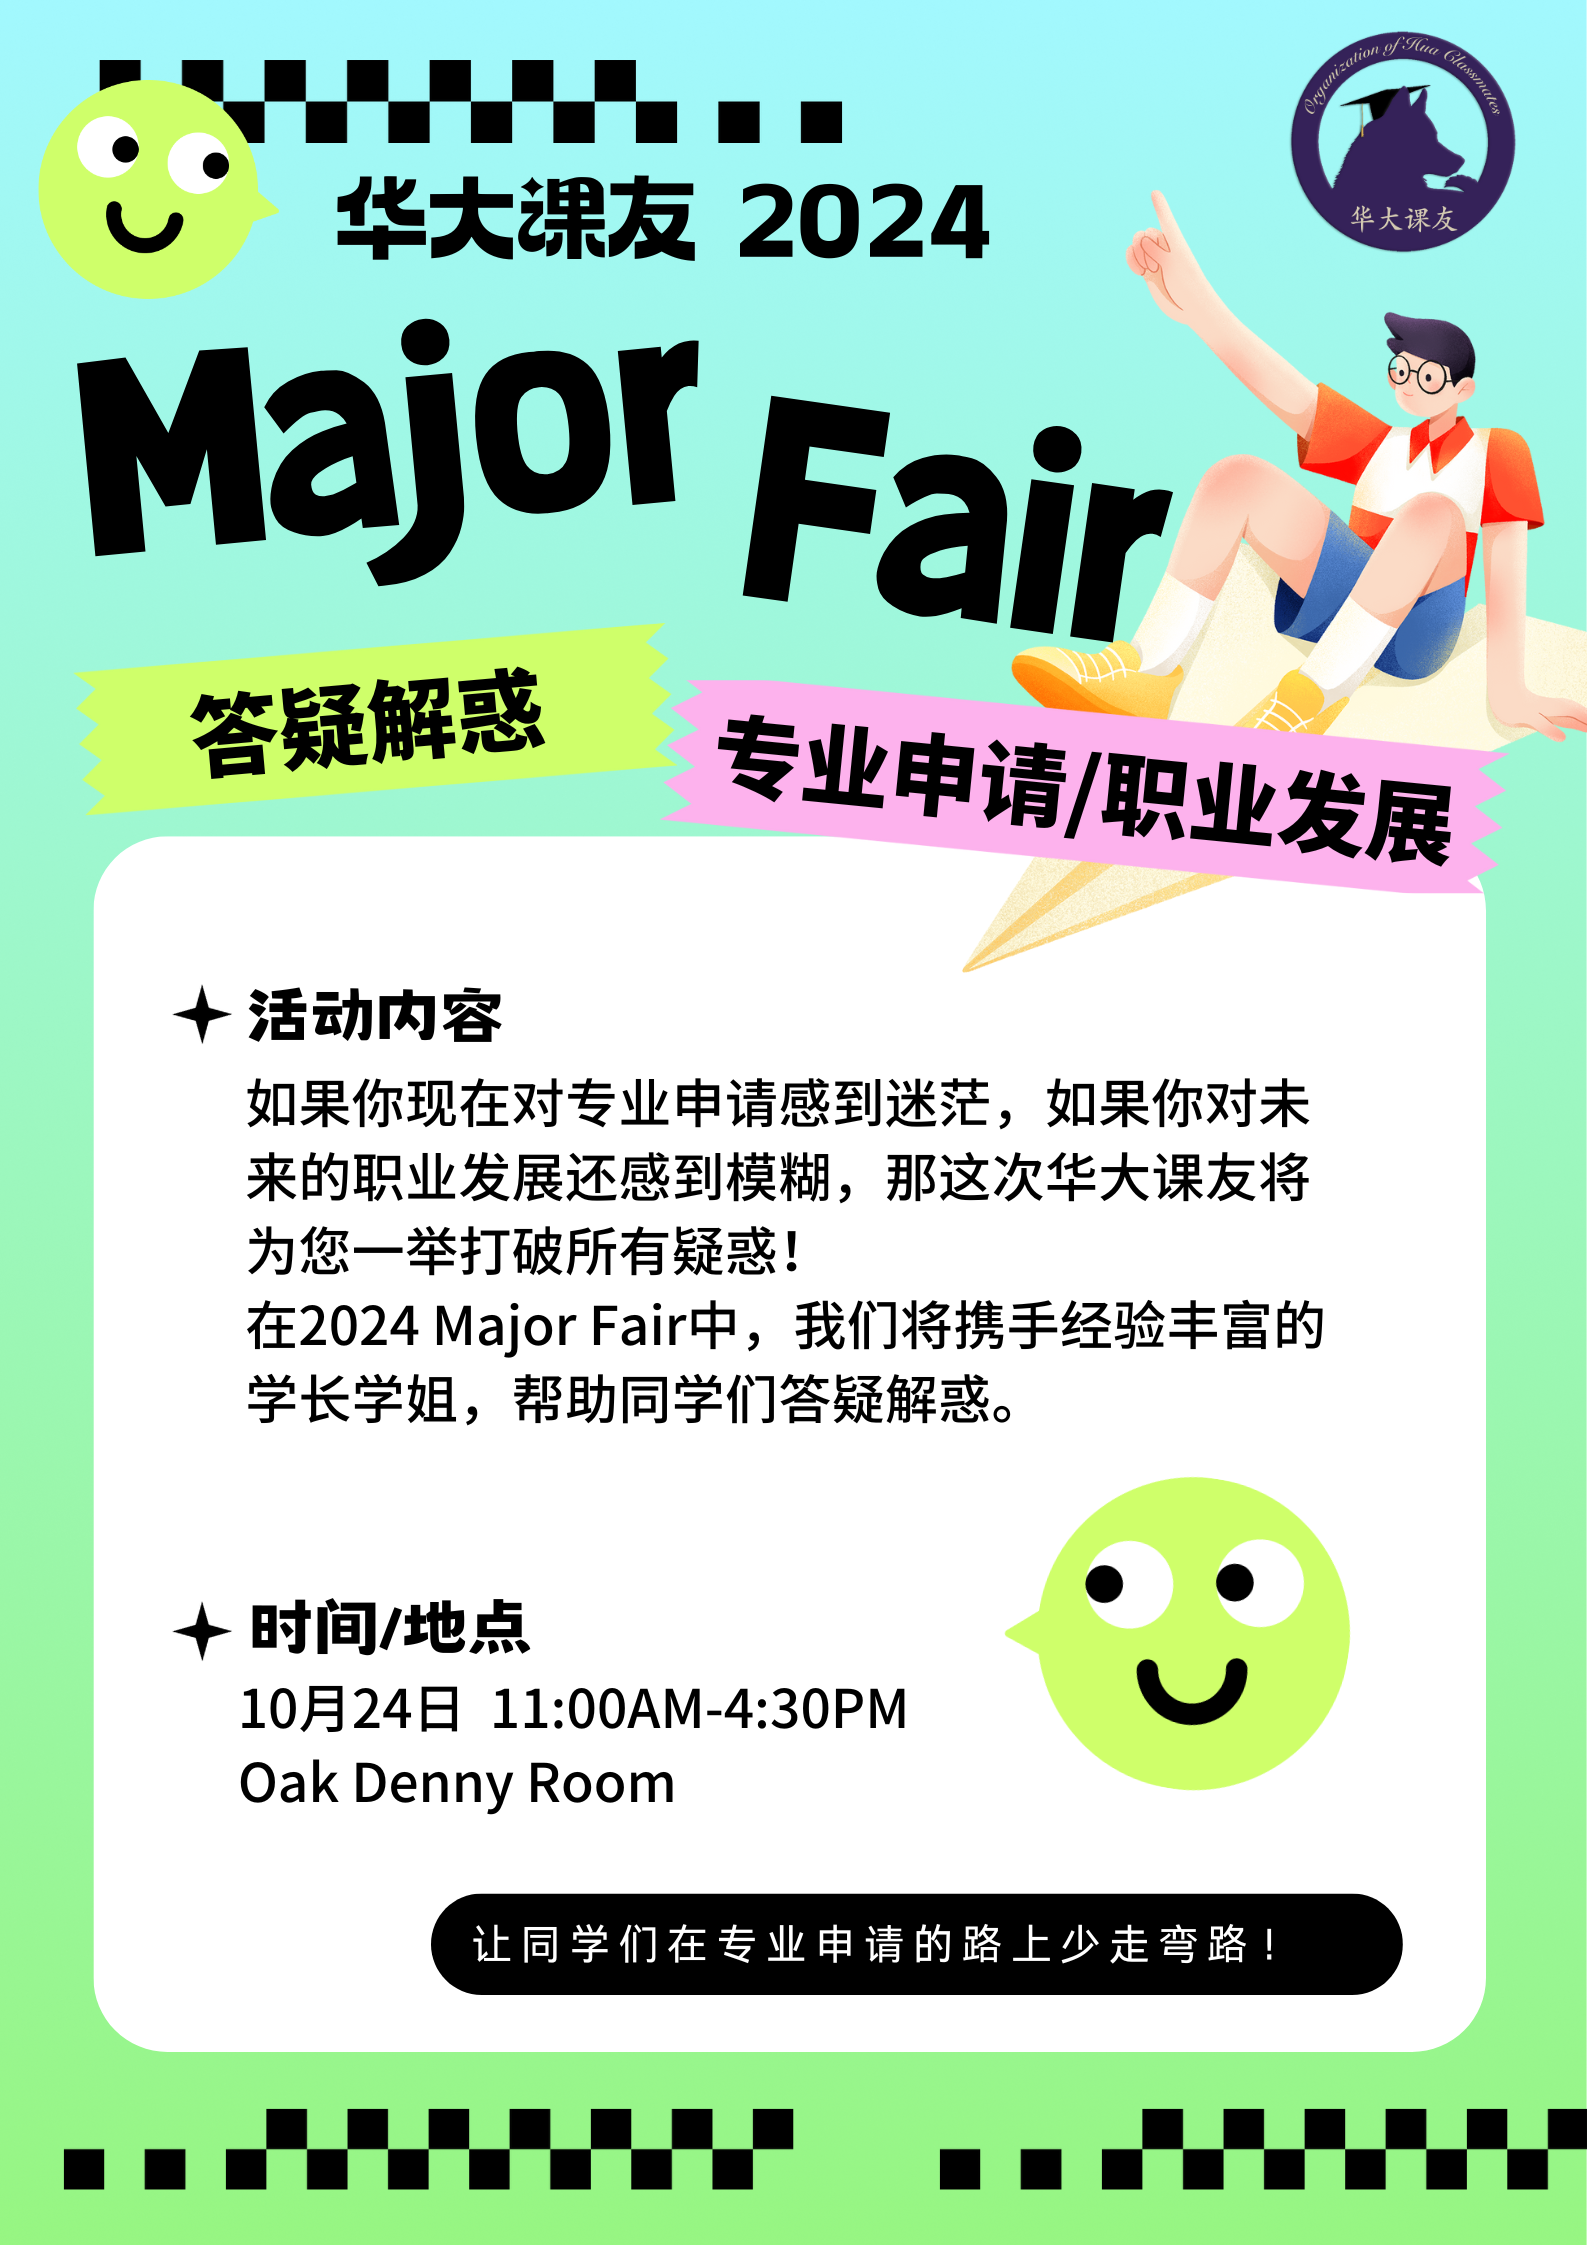 Organization of Hua Classmates
华大课友
华大课友 2024
Major Fair
答疑解惑
专业申请/职业发展
活动内容
如果你现在对专业申请感到迷茫，如果你对未
来的职业发展还感到模糊，那这次华大课友将
为您一举打破所有疑惑！
在2024 Major Fair中，我们将携手经验丰富的
学长学姐，帮助同学们答疑解惑。
时间/地点
10月24日 11:00AM-4:30PM
Oak Denny Room
让同学们在专业申请的路上少走弯路！